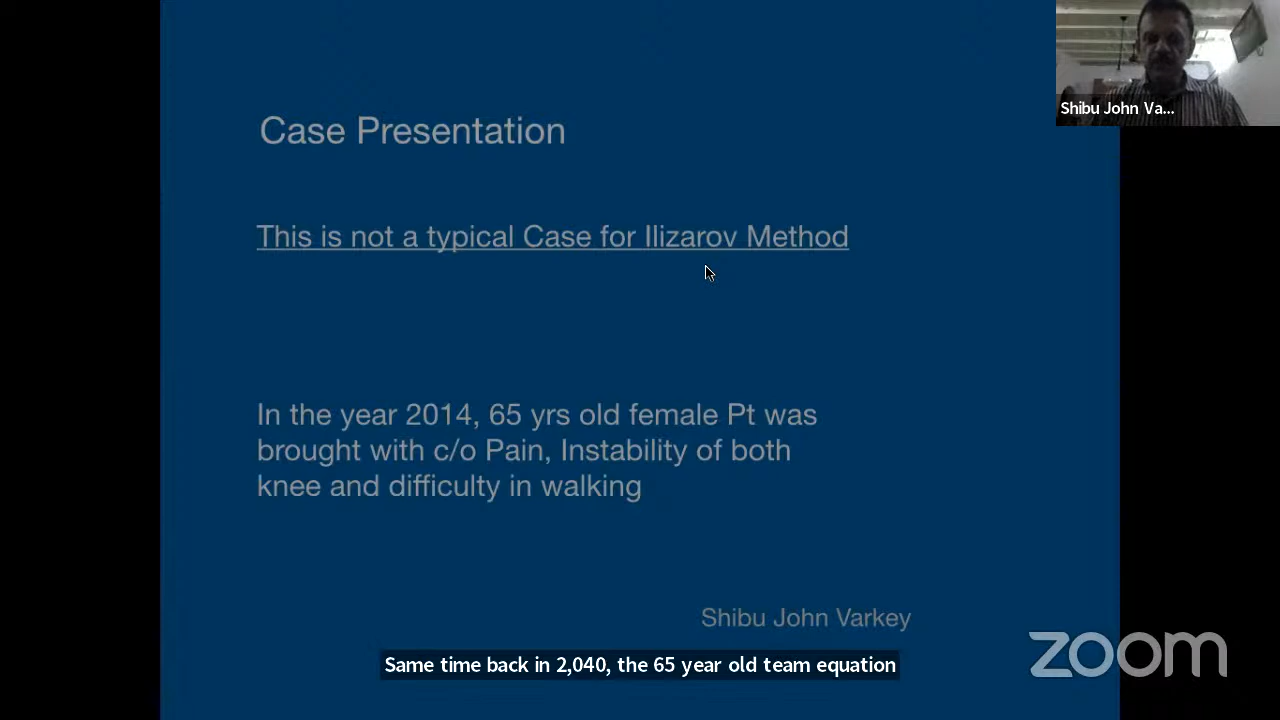 Shibu John Va...
Case Presentation
This is not a typical Case for Ilizarov Method
In the year 2014, 65 yrs old female Pt was
brought with c/o Pain, Instability of both
knee and difficulty in walking
Shibu John Varkey
Same time back in 2,040, the 65 year old team equation
zoom